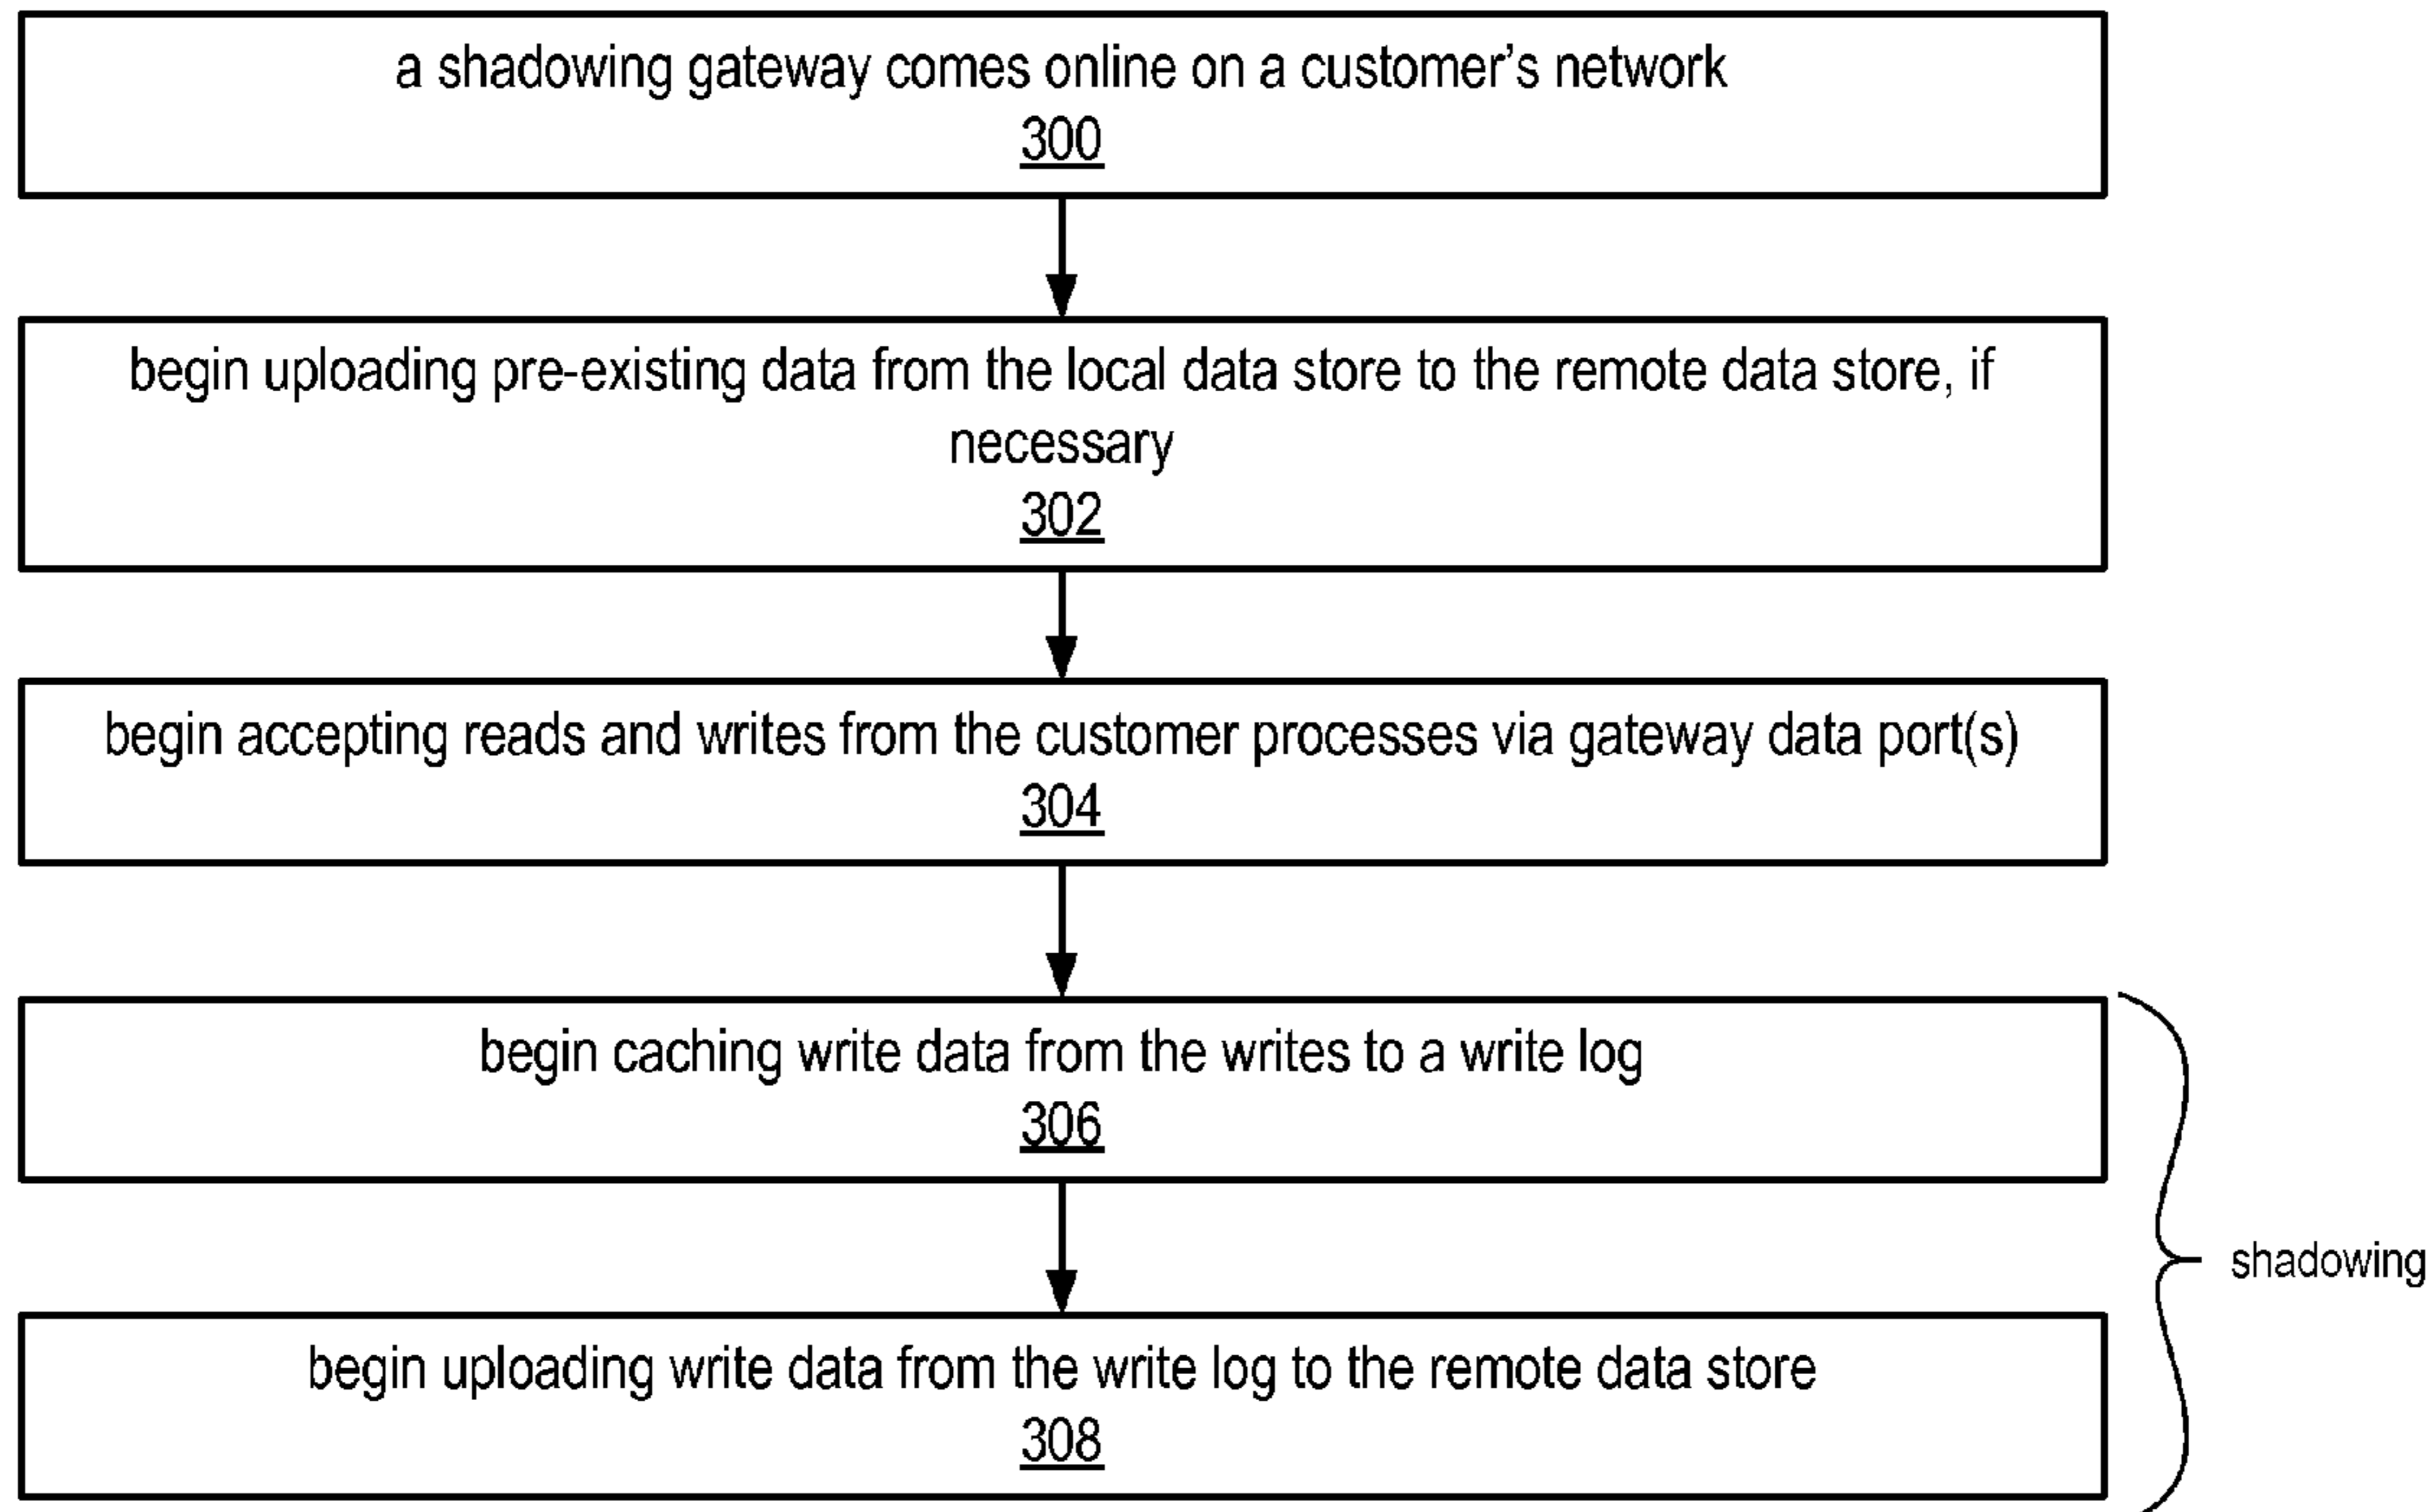 a shadowing gateway comes online on a customer's network
300
begin uploading pre-existing data from the local data store to the remote data store, if
necessary
302
begin accepting reads and writes from the customer processes via gateway data port(s)
304
begin caching write data from the writes to a write log
306
shadowing
begin uploading write data from the write log to the remote data store
308